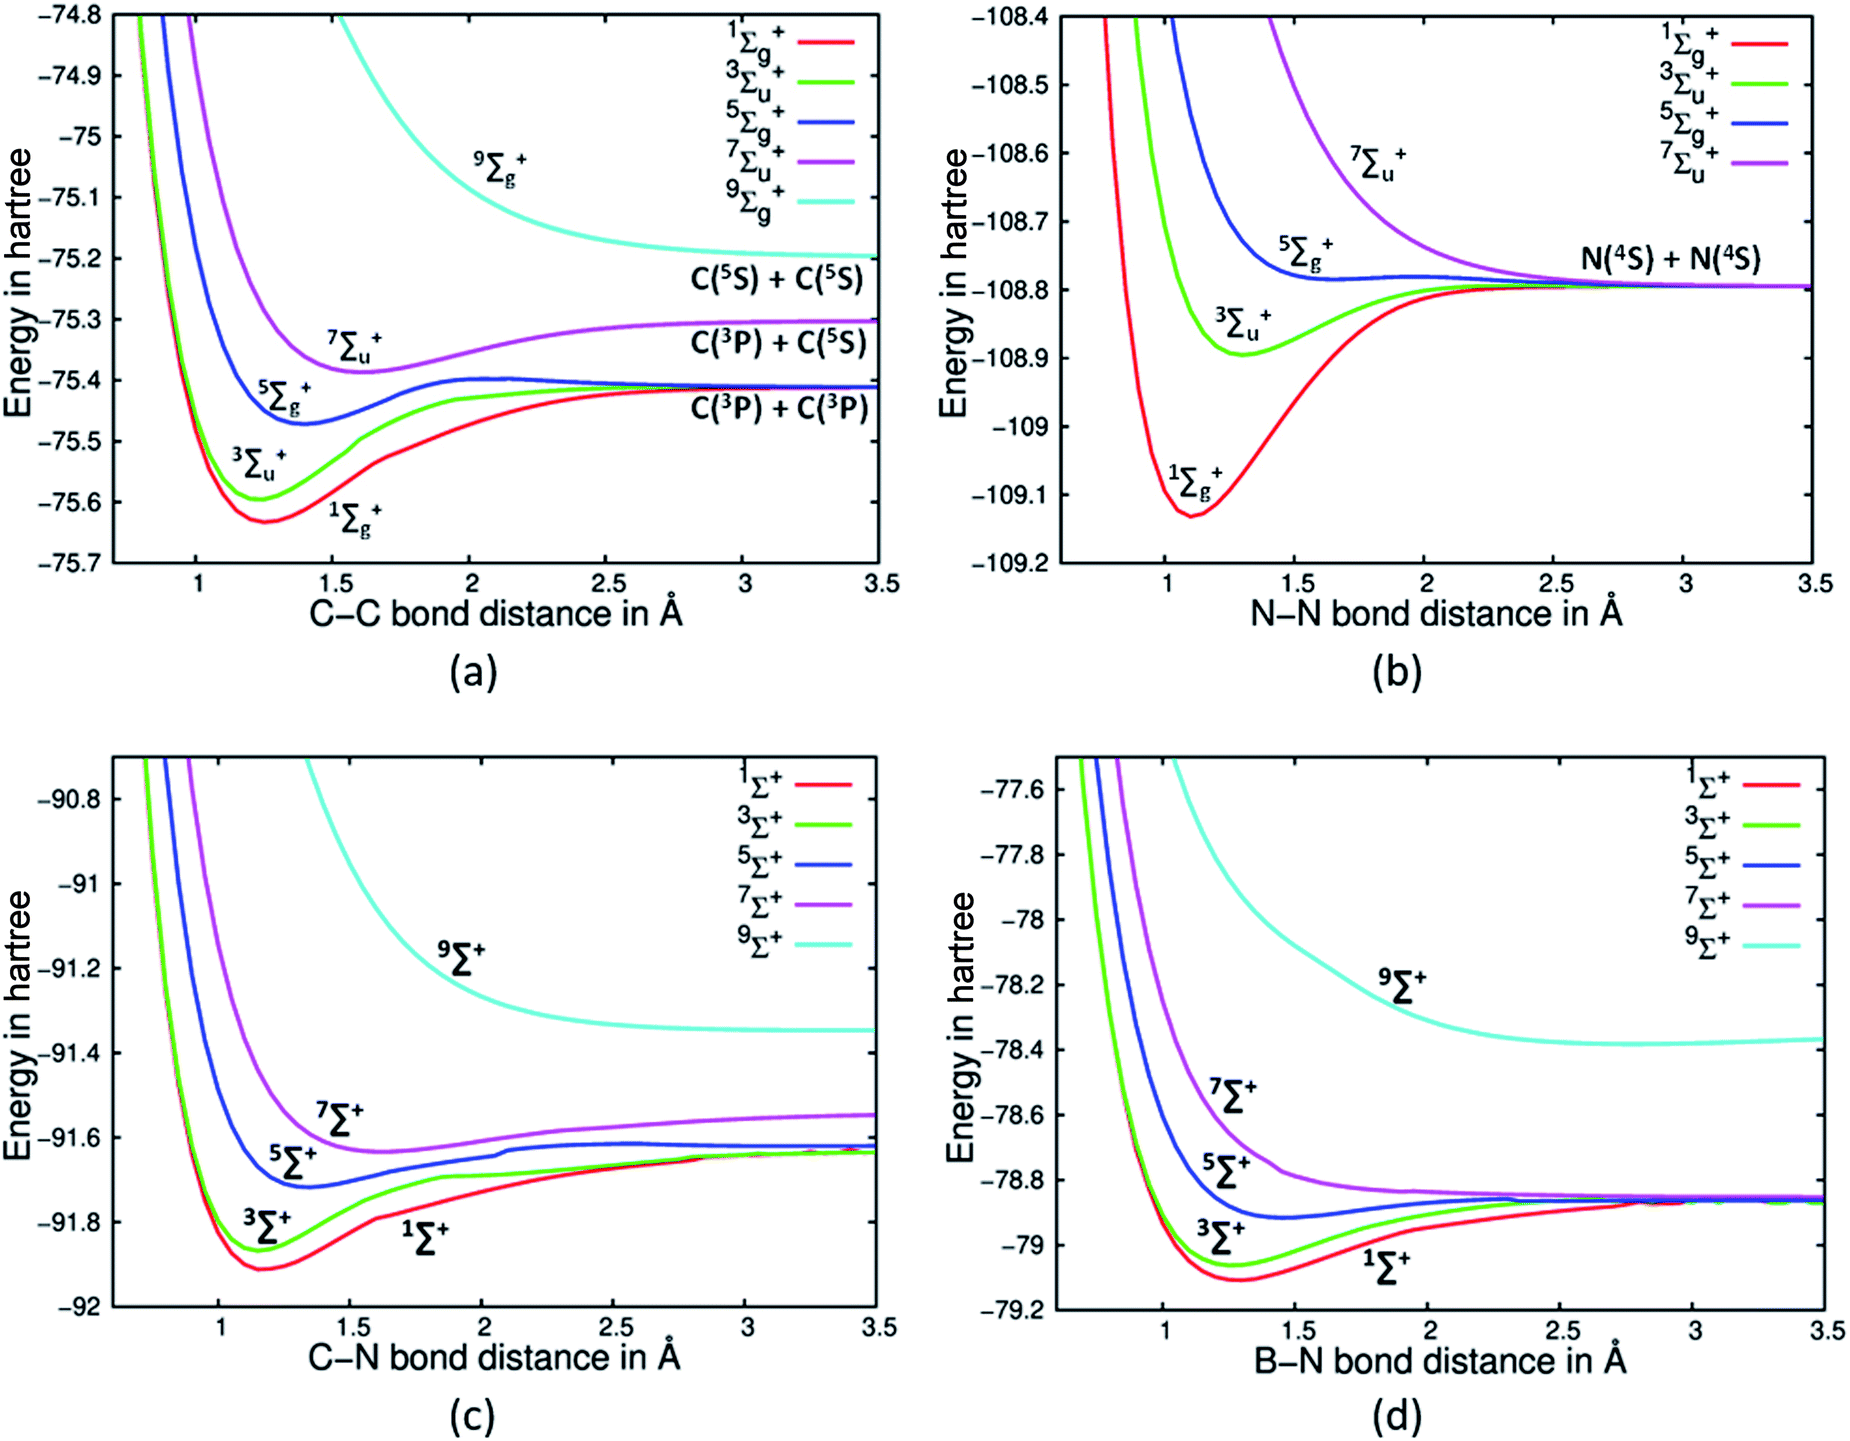 Energy in hartree
−74.8
−74.9
−75
−75.1
−75.2
−75.3
−75.4
−75.5
−75.6
−75.7
¹Σg⁺
³Σu⁺
⁵Σg⁺
⁷Σu⁺
⁹Σg⁺
⁹Σg⁺
C(⁵S) + C(⁵S)
⁷Σu⁺
C(³P) + C(⁵S)
⁵Σg⁺
C(³P) + C(³P)
³Σu⁺
¹Σg⁺
1 1.5 2 2.5 3 3.5
C−C bond distance in Å
(a)
Energy in hartree
−108.4
−108.5
−108.6
−108.7
−108.8
−108.9
−109
−109.1
−109.2
¹Σg⁺
³Σu⁺
⁵Σg⁺
⁷Σu⁺
⁷Σu⁺
⁵Σg⁺
N(⁴S) + N(⁴S)
³Σu⁺
¹Σg⁺
1 1.5 2 2.5 3 3.5
N−N bond distance in Å
(b)
Energy in hartree
−90.8
−91
−91.2
−91.4
−91.6
−91.8
−92
¹Σ⁺
³Σ⁺
⁵Σ⁺
⁷Σ⁺
⁹Σ⁺
⁹Σ⁺
⁷Σ⁺
⁵Σ⁺
³Σ⁺
¹Σ⁺
1 1.5 2 2.5 3 3.5
C−N bond distance in Å
(c)
Energy in hartree
−77.6
−77.8
−78
−78.2
−78.4
−78.6
−78.8
−79
−79.2
¹Σ⁺
³Σ⁺
⁵Σ⁺
⁷Σ⁺
⁹Σ⁺
⁹Σ⁺
⁷Σ⁺
⁵Σ⁺
³Σ⁺
¹Σ⁺
1 1.5 2 2.5 3 3.5
B−N bond distance in Å
(d)